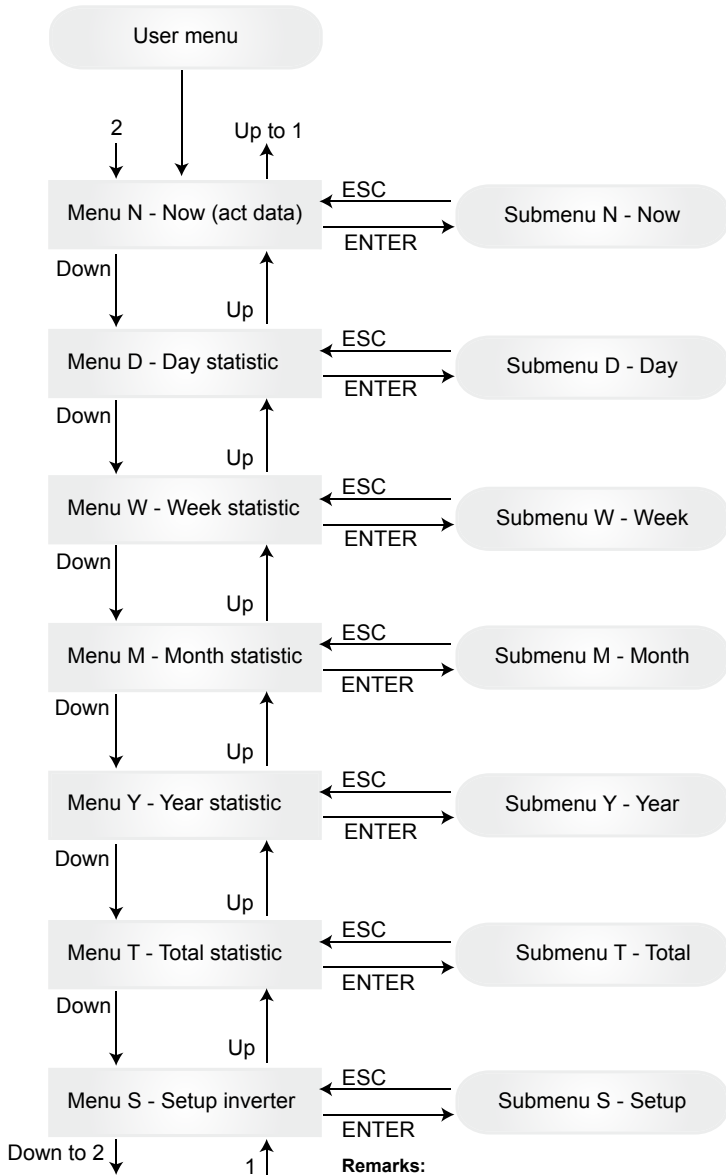 User menu
2
Up to 1
Menu N - Now (act data)
ESC
ENTER
Submenu N - Now
Down
Up
Menu D - Day statistic
ESC
ENTER
Submenu D - Day
Down
Up
Menu W - Week statistic
ESC
ENTER
Submenu W - Week
Down
Up
Menu M - Month statistic
ESC
ENTER
Submenu M - Month
Down
Up
Menu Y - Year statistic
ESC
ENTER
Submenu Y - Year
Down
Up
Menu T - Total statistic
ESC
ENTER
Submenu T - Total
Down
Up
Menu S - Setup inverter
ESC
ENTER
Submenu S - Setup
Down to 2
1
Remarks: